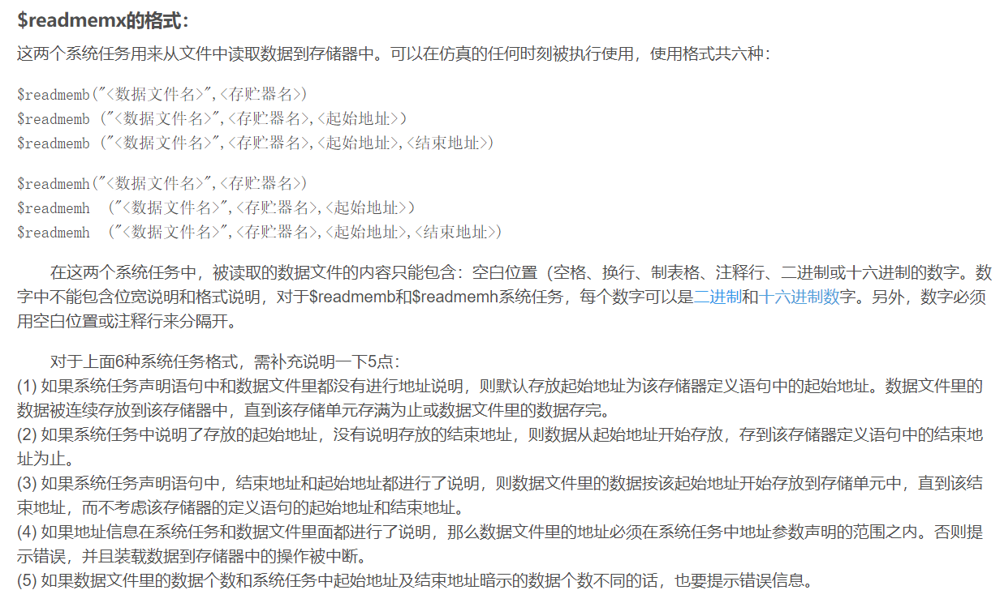 $readmemx的格式：
这两个系统任务用来从文件中读取数据到存储器中。可以在仿真的任何时刻被执行使用，使用格式共六种：
$readmemb("<数据文件名>",<存贮器名>)
$readmemb ("<数据文件名>",<存贮器名>,<起始地址>)
$readmemb ("<数据文件名>",<存贮器名>,<起始地址>,<结束地址>)
$readmemh("<数据文件名>",<存贮器名>)
$readmemh ("<数据文件名>",<存贮器名>,<起始地址>)
$readmemh ("<数据文件名>",<存贮器名>,<起始地址>,<结束地址>)
在这两个系统任务中，被读取的数据文件的内容只能包含：空白位置（空格、换行、制表格、注释行、二进制或十六进制的数字。数
字中不能包含位宽说明和格式说明，对于$readmemb和$readmemh系统任务，每个数字可以是二进制和十六进制数字。另外，数字必须
用空白位置或注释行来分隔开。
对于上面6种系统任务格式，需补充说明一下5点：
(1) 如果系统任务声明语句中和数据文件里都没有进行地址说明，则默认存放起始地址为该存储器定义语句中的起始地址。数据文件里的
数据被连续存放到该存储器中，直到该存储单元存满为止或数据文件里的数据存完。
(2) 如果系统任务中说明了存放的起始地址，没有说明存放的结束地址，则数据从起始地址开始存放，存到该存储器定义语句中的结束地
址为止。
(3) 如果系统任务声明语句中，结束地址和起始地址都进行了说明，则数据文件里的数据按该起始地址开始存放到存储单元中，直到该结
束地址，而不考虑该存储器的定义语句的起始地址和结束地址。
(4) 如果地址信息在系统任务和数据文件里面都进行了说明，那么数据文件里的地址必须在系统任务中地址参数声明的范围之内。否则提
示错误，并且装载数据到存储器中的操作被中断。
(5) 如果数据文件里的数据个数和系统任务中起始地址及结束地址暗示的数据个数不同的话，也要提示错误信息。